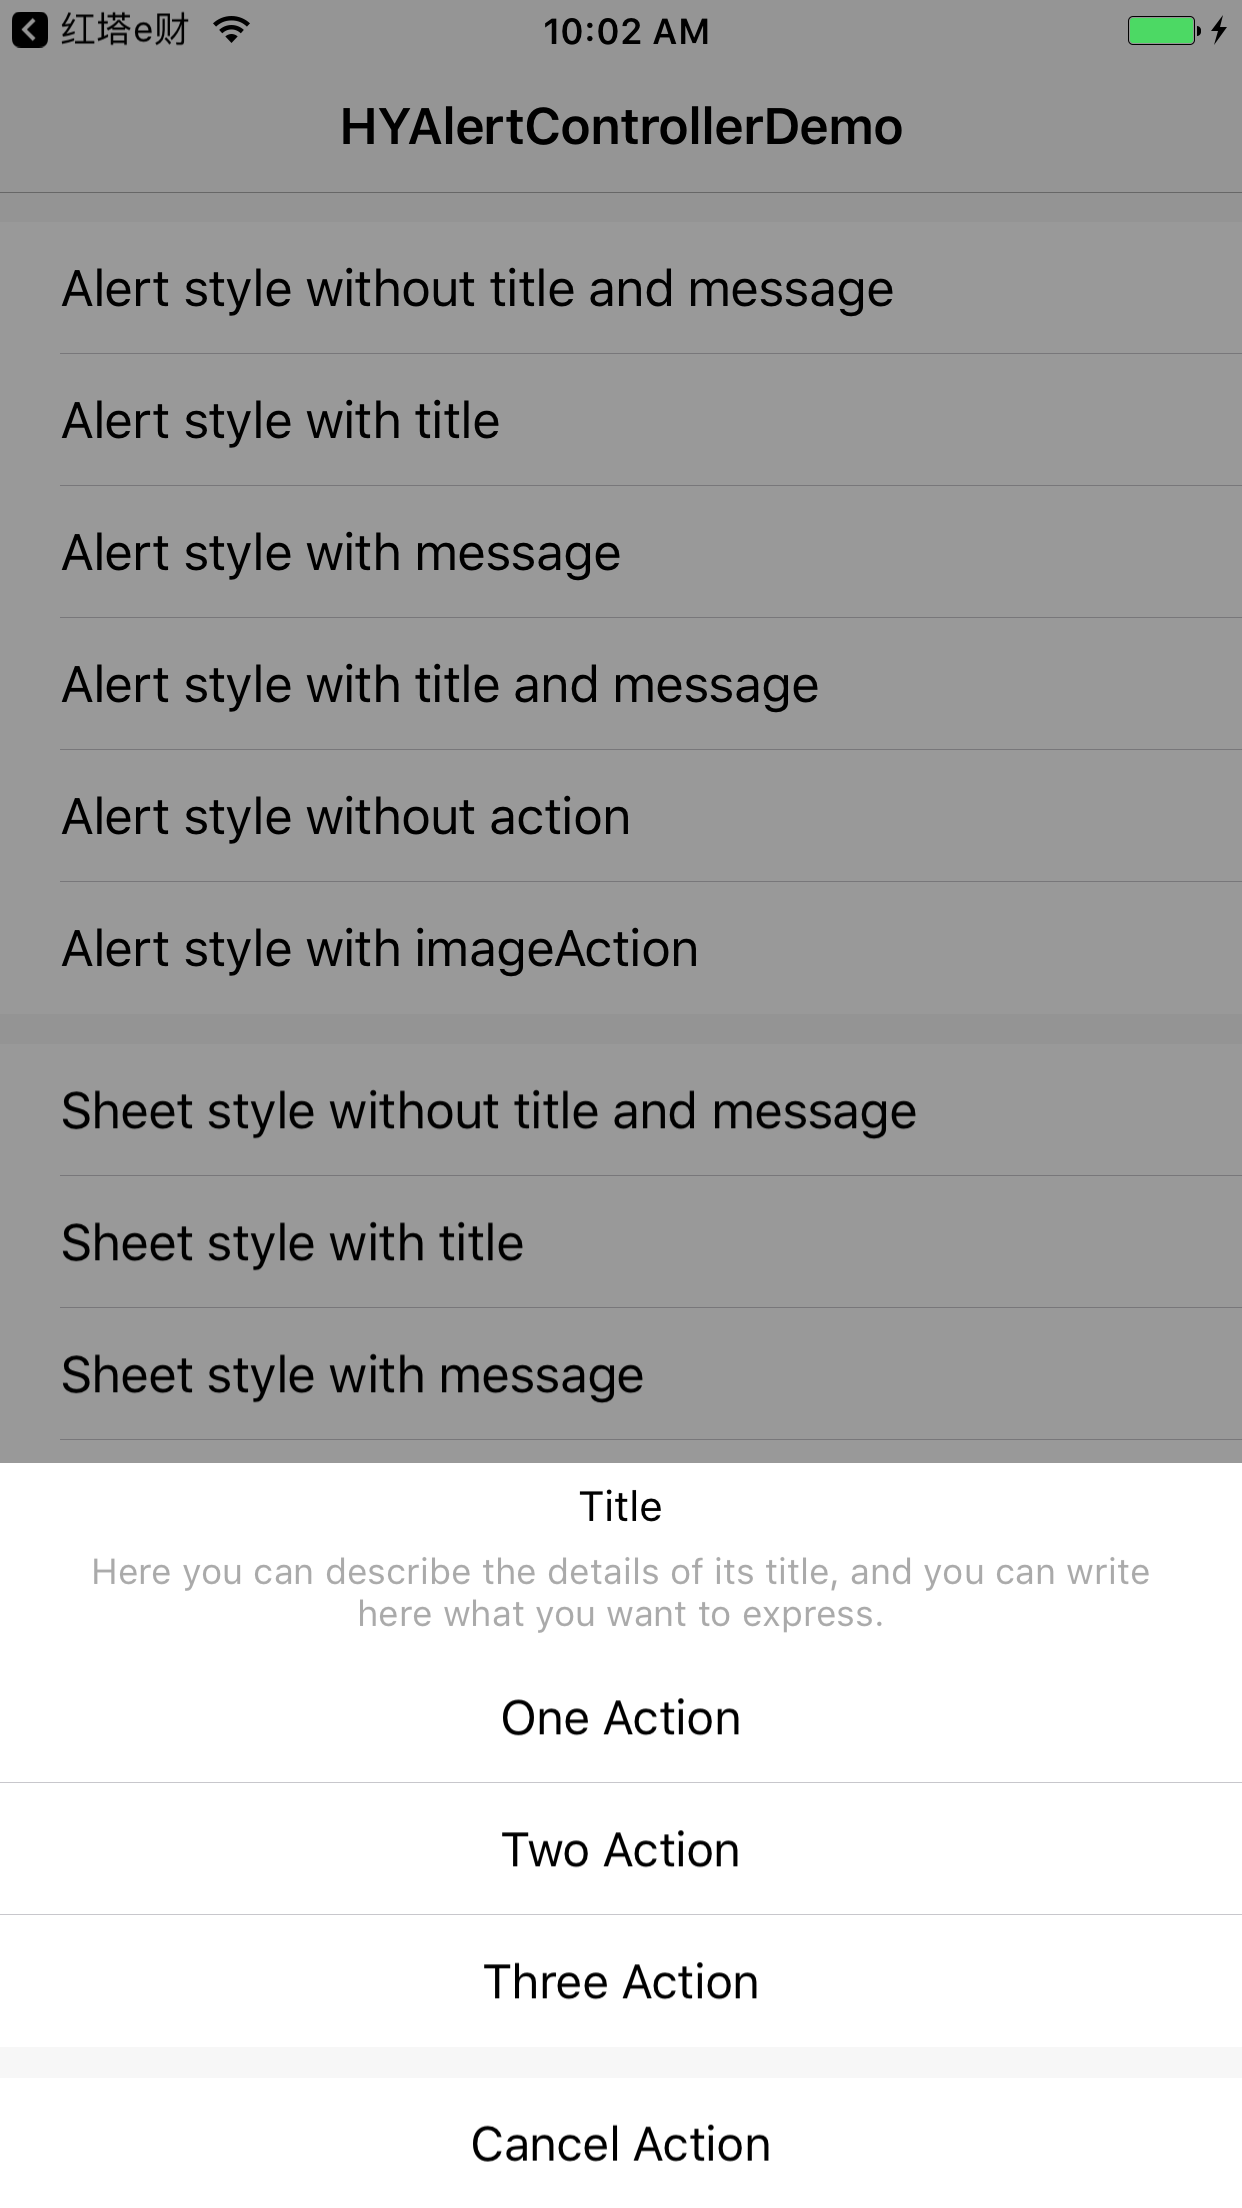 红塔e财
10:02 AM
HYAlertControllerDemo
Alert style without title and message
Alert style with title
Alert style with message
Alert style with title and message
Alert style without action
Alert style with imageAction
Sheet style without title and message
Sheet style with title
Sheet style with message
Title
Here you can describe the details of its title, and you can write
here what you want to express.
One Action
Two Action
Three Action
Cancel Action